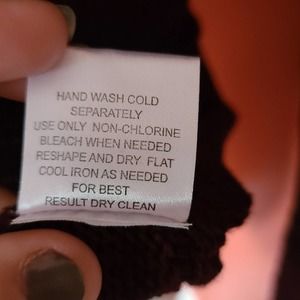 HAND WASH COLD
SEPARATELY
USE ONLY NON-CHLORINE
BLEACH WHEN NEEDED
RESHAPE AND DRY FLAT
COOL IRON AS NEEDED
FOR BEST
RESULT DRY CLEAN